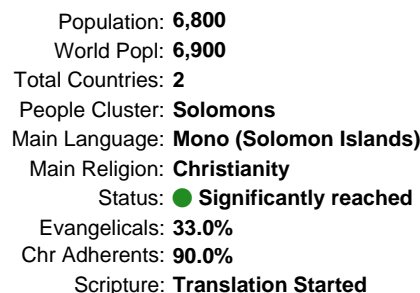 Population: 6,800
World Popl: 6,900
Total Countries: 2
People Cluster: Solomons
Main Language: Mono (Solomon Islands)
Main Religion: Christianity
Status: Significantly reached
Evangelicals: 33.0%
Chr Adherents: 90.0%
Scripture: Translation Started